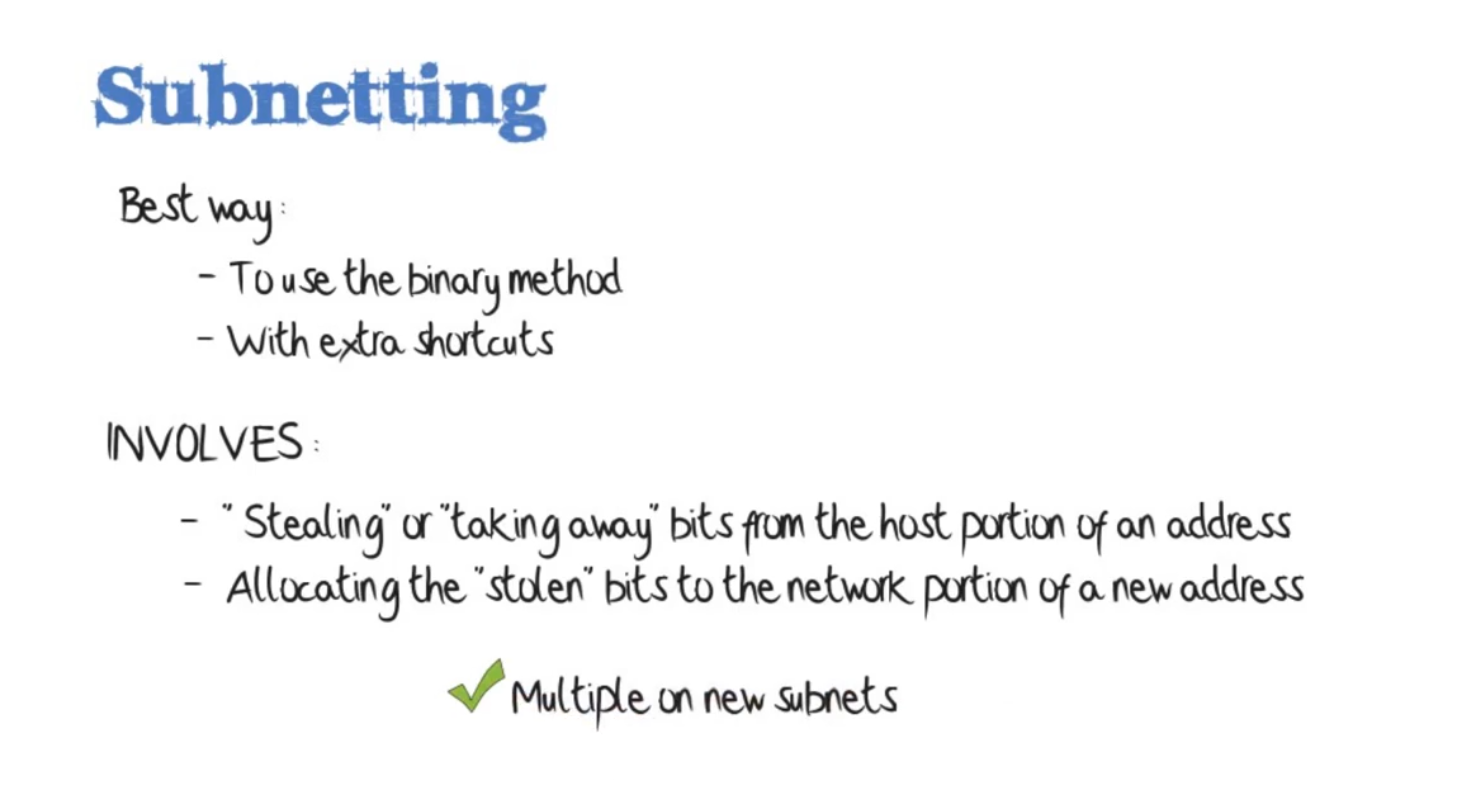 Subnetting
Best way:
- To use the binary method
- With extra shortcuts
INVOLVES:
- "Stealing" or "taking away" bits from the host portion of an address
- Allocating the "stolen" bits to the network portion of a new address
Multiple on new subnets